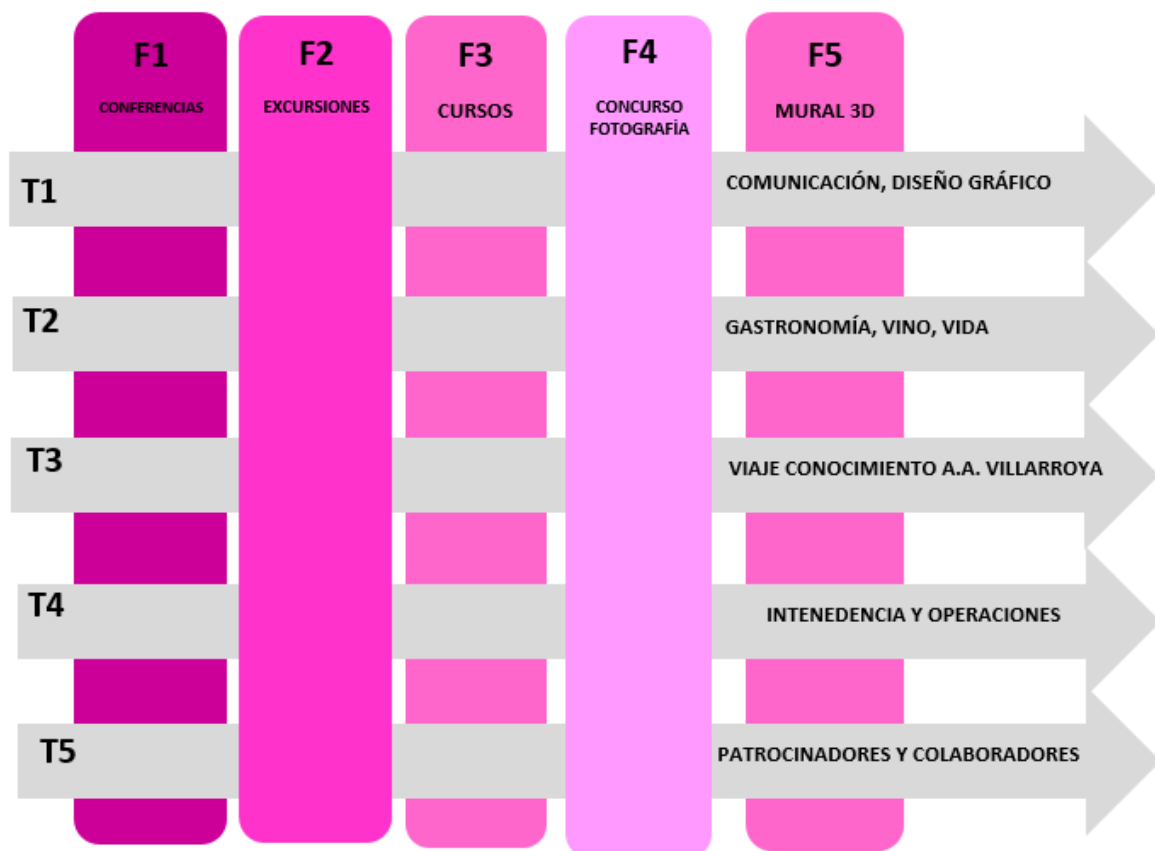 F1
CONFERENCIAS
F2
EXCURSIONES
F3
CURSOS
F4
CONCURSO
FOTOGRAFÌA
F5
MURAL 3D
T1
COMUNICACIÓN, DISEÑO GRÁFICO
T2
GASTRONOMÍA, VINO, VIDA
T3
VIAJE CONOCIMIENTO A.A. VILLARROYA
T4
INTENEDENCIA Y OPERACIONES
T5
PATROCINADORES Y COLABORADORES